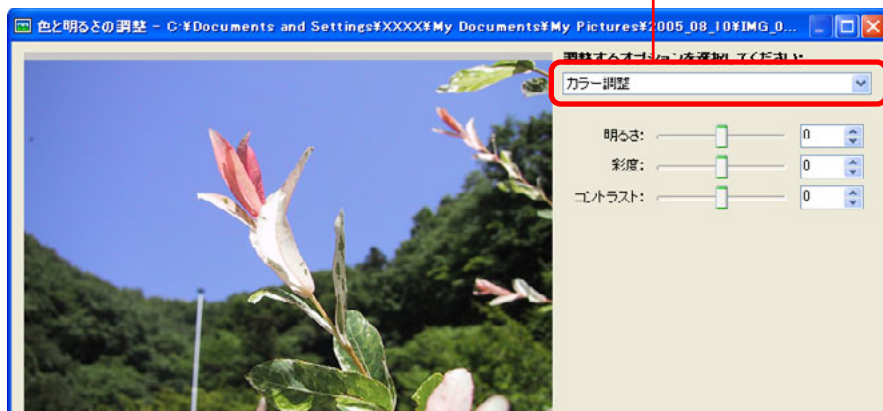 色と明るさの調整 - C:¥Documents and Settings¥XXXX¥My Documents¥My Pictures¥2005_08_10¥IMG_0...
調整するオプションを選択してください:
カラー調整
明るさ: 0
彩度: 0
コントラスト: 0